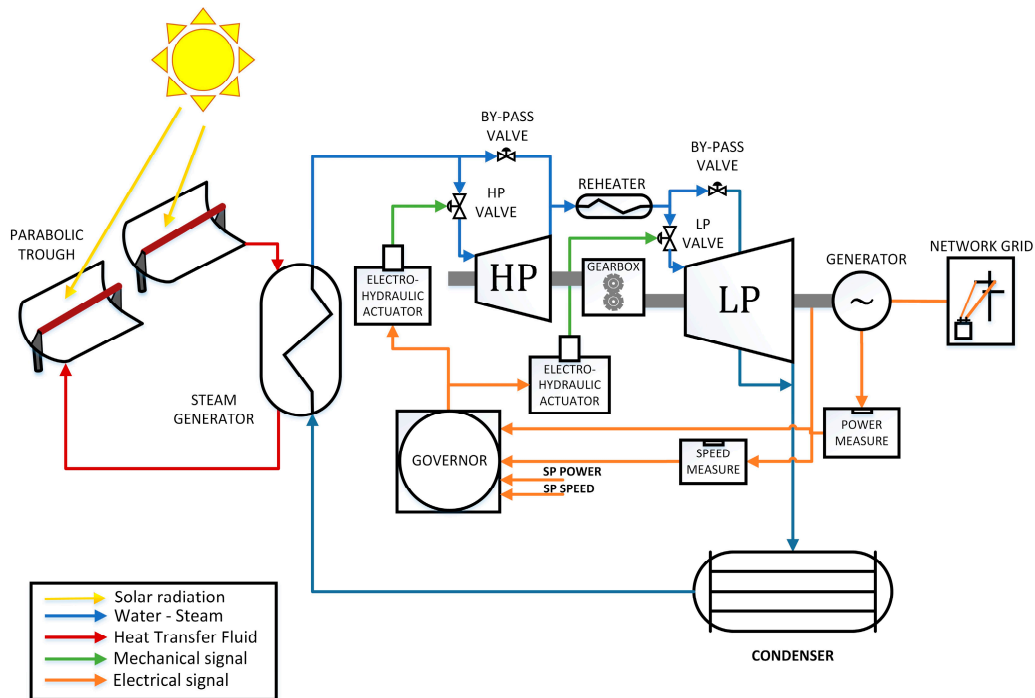 BY-PASS
VALVE
BY-PASS
VALVE
REHEATER
HP
VALVE
LP
VALVE
PARABOLIC
TROUGH
NETWORK GRID
GENERATOR
GEARBOX
ELECTRO-
HYDRAULIC
ACTUATOR
HP
LP
~
ELECTRO-
HYDRAULIC
ACTUATOR
STEAM
GENERATOR
POWER
MEASURE
GOVERNOR
SPEED
MEASURE
SP POWER
SP SPEED
Solar radiation
Water - Steam
Heat Transfer Fluid
Mechanical signal
Electrical signal
CONDENSER